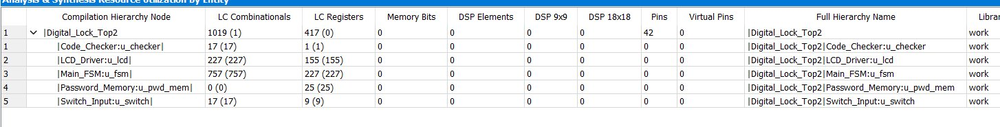 Analysis & Synthesis Resource Utilization by Entity
Compilation Hierarchy Node LC Combinationals LC Registers Memory Bits DSP Elements DSP 9x9 DSP 18x18 Pins Virtual Pins Full Hierarchy Name Librar
1 |Digital_Lock_Top2 1019 (1) 417 (0) 0 0 0 0 42 0 |Digital_Lock_Top2 work
1 |Code_Checker:u_checker| 17 (17) 1 (1) 0 0 0 0 0 0 |Digital_Lock_Top2|Code_Checker:u_checker work
2 |LCD_Driver:u_lcd| 227 (227) 155 (155) 0 0 0 0 0 0 |Digital_Lock_Top2|LCD_Driver:u_lcd work
3 |Main_FSM:u_fsm| 757 (757) 227 (227) 0 0 0 0 0 0 |Digital_Lock_Top2|Main_FSM:u_fsm work
4 |Password_Memory:u_pwd_mem| 0 (0) 25 (25) 0 0 0 0 0 0 |Digital_Lock_Top2|Password_Memory:u_pwd_mem work
5 |Switch_Input:u_switch| 17 (17) 9 (9) 0 0 0 0 0 0 |Digital_Lock_Top2|Switch_Input:u_switch work